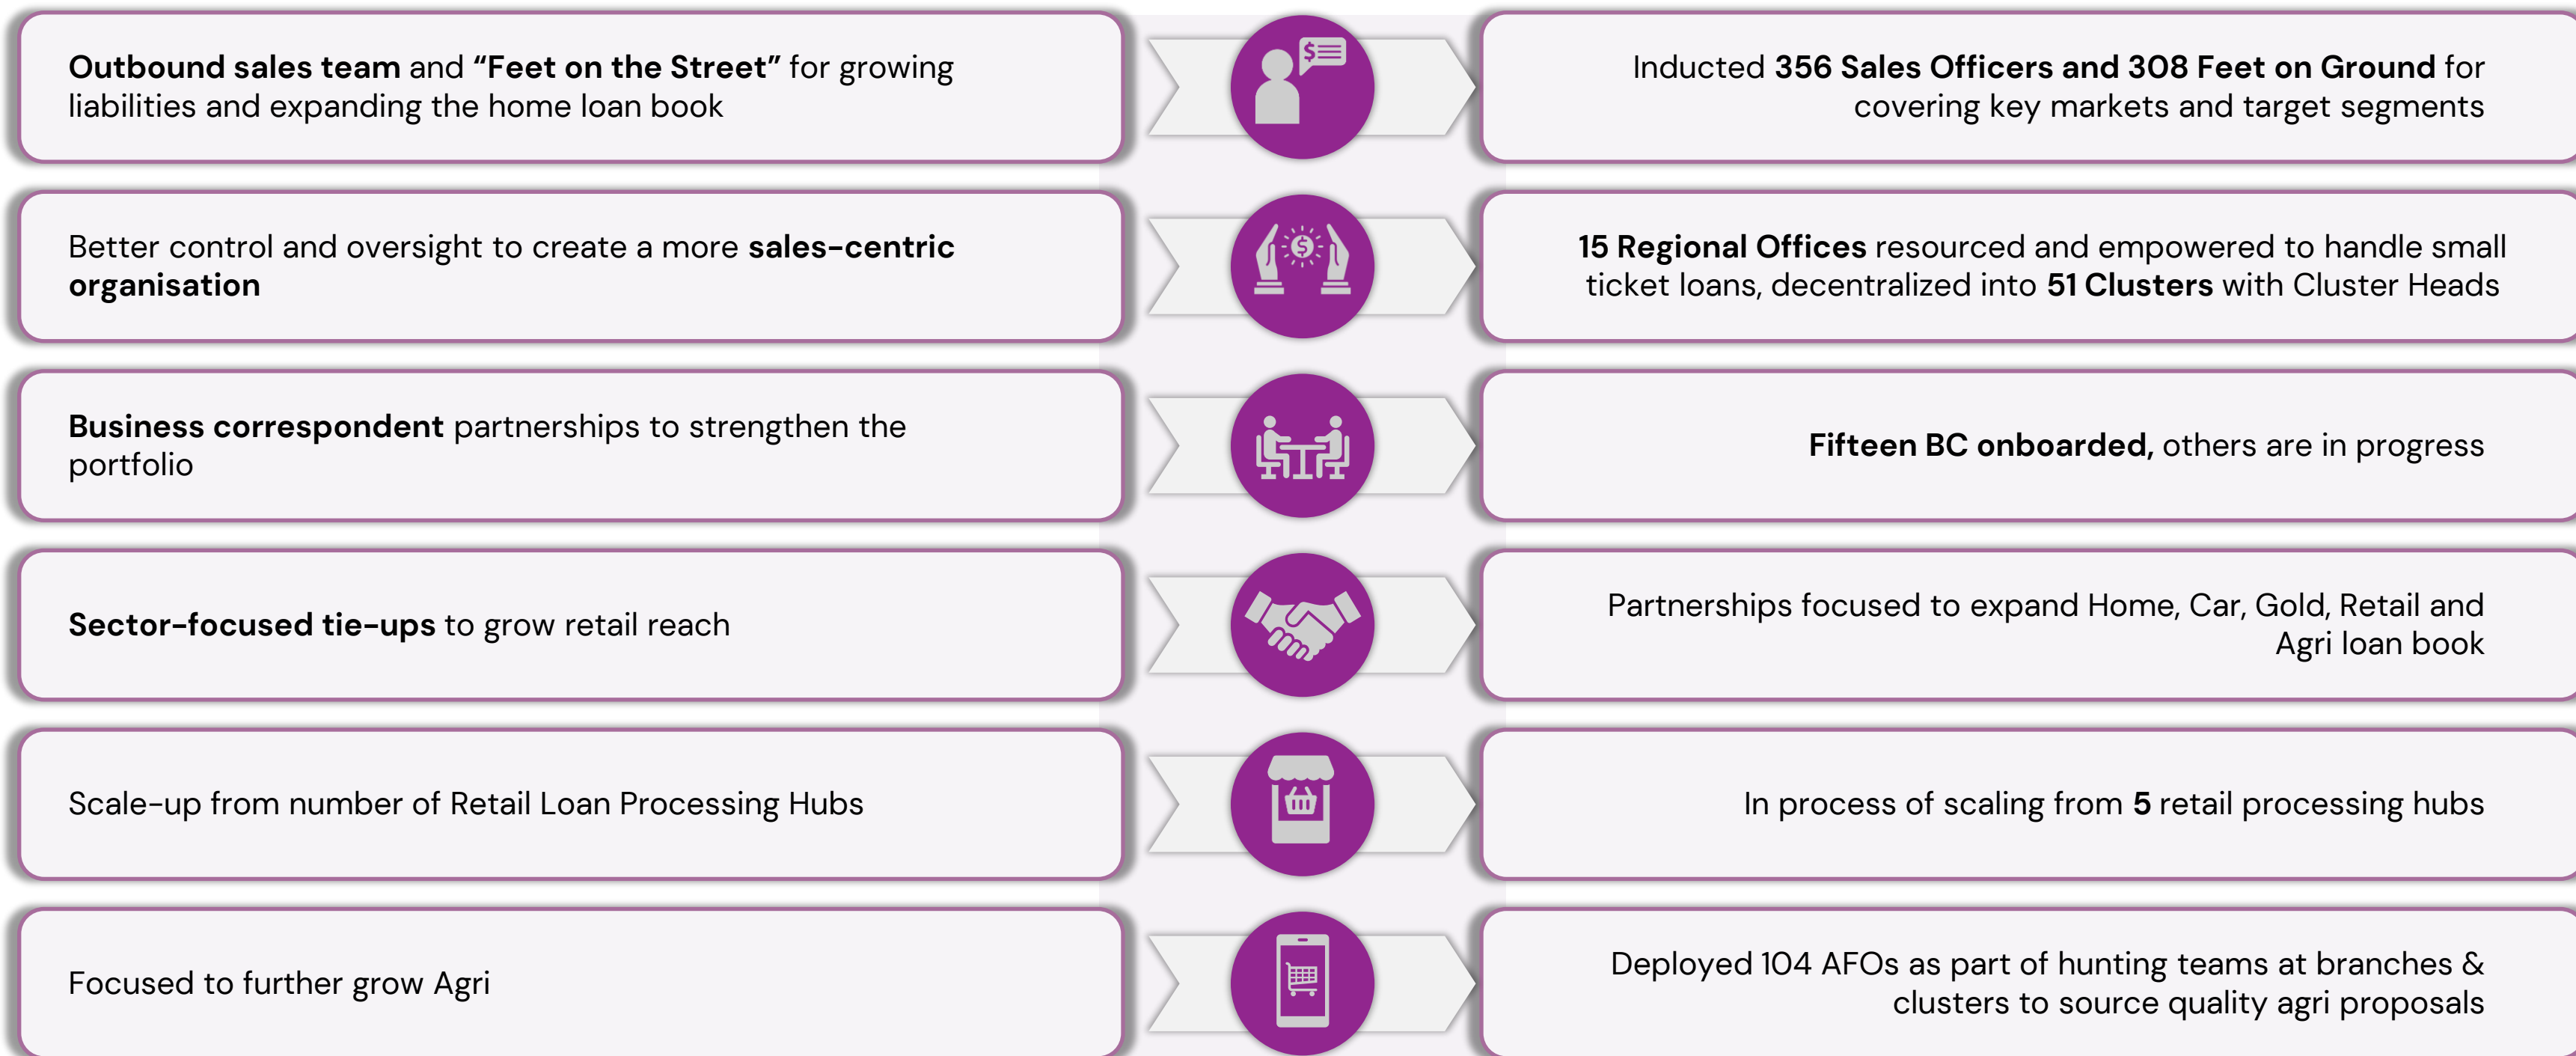 Outbound sales team and “Feet on the Street” for growing
liabilities and expanding the home loan book
Inducted 356 Sales Officers and 308 Feet on Ground for
covering key markets and target segments
Better control and oversight to create a more sales-centric
organisation
15 Regional Offices resourced and empowered to handle small
ticket loans, decentralized into 51 Clusters with Cluster Heads
Business correspondent partnerships to strengthen the
portfolio
Fifteen BC onboarded, others are in progress
Sector-focused tie-ups to grow retail reach
Partnerships focused to expand Home, Car, Gold, Retail and
Agri loan book
Scale-up from number of Retail Loan Processing Hubs
In process of scaling from 5 retail processing hubs
Focused to further grow Agri
Deployed 104 AFOs as part of hunting teams at branches &
clusters to source quality agri proposals